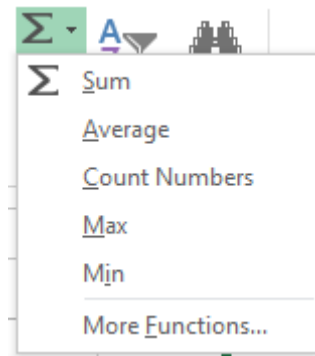 Σ
A
Z
Σ Sum
Average
Count Numbers
Max
Min
More Functions...